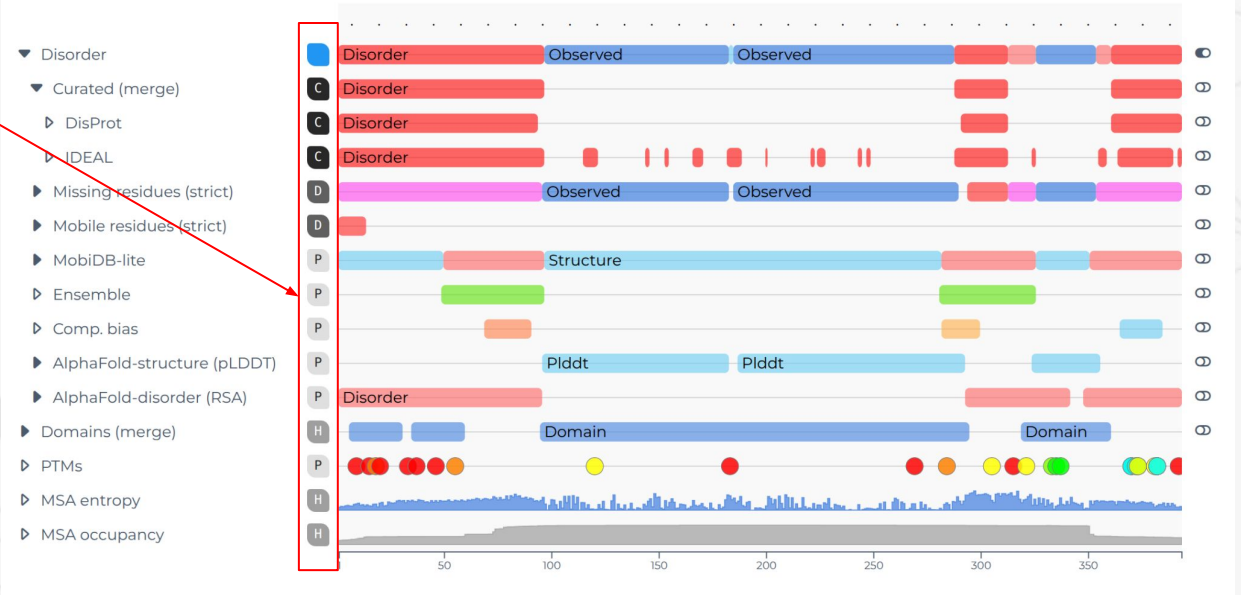 Disorder Disorder Observed Observed
Curated (merge) C Disorder
DisProt C Disorder
IDEAL C Disorder
Missing residues (strict) D Observed Observed
Mobile residues (strict) D
MobiDB-lite P Structure
Ensemble P
Comp. bias P
AlphaFold-structure (pLDDT) P Plddt Plddt
AlphaFold-disorder (RSA) P Disorder
Domains (merge) H Domain Domain
PTMs P
MSA entropy H
MSA occupancy H
50 100 150 200 250 300 350